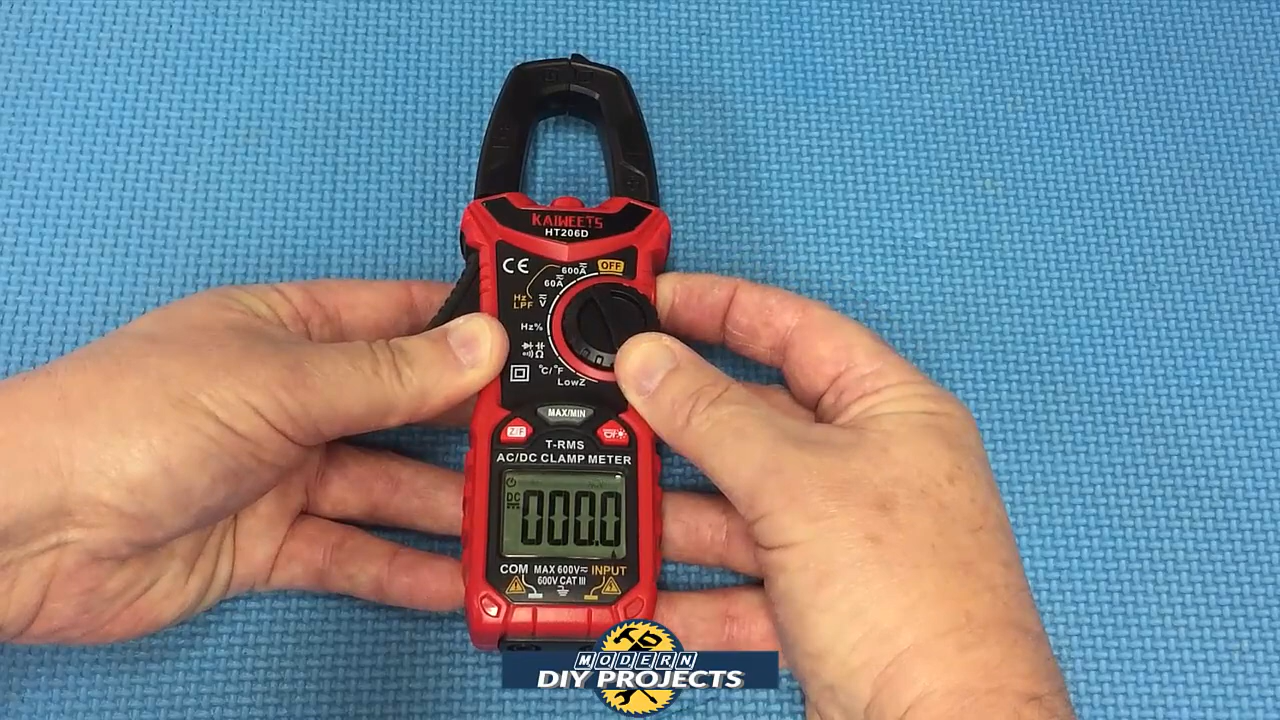 KAIWEETS
HT206D
CE
600A
OFF
60A
Hz
LPF
V
Hz%
Ω
°C/°F
LowZ
MAX/MIN
Z/F
T-RMS
AC/DC CLAMP METER
DC
000.0
A
COM MAX 600V INPUT
600V CAT III
MODERN
DIY PROJECTS